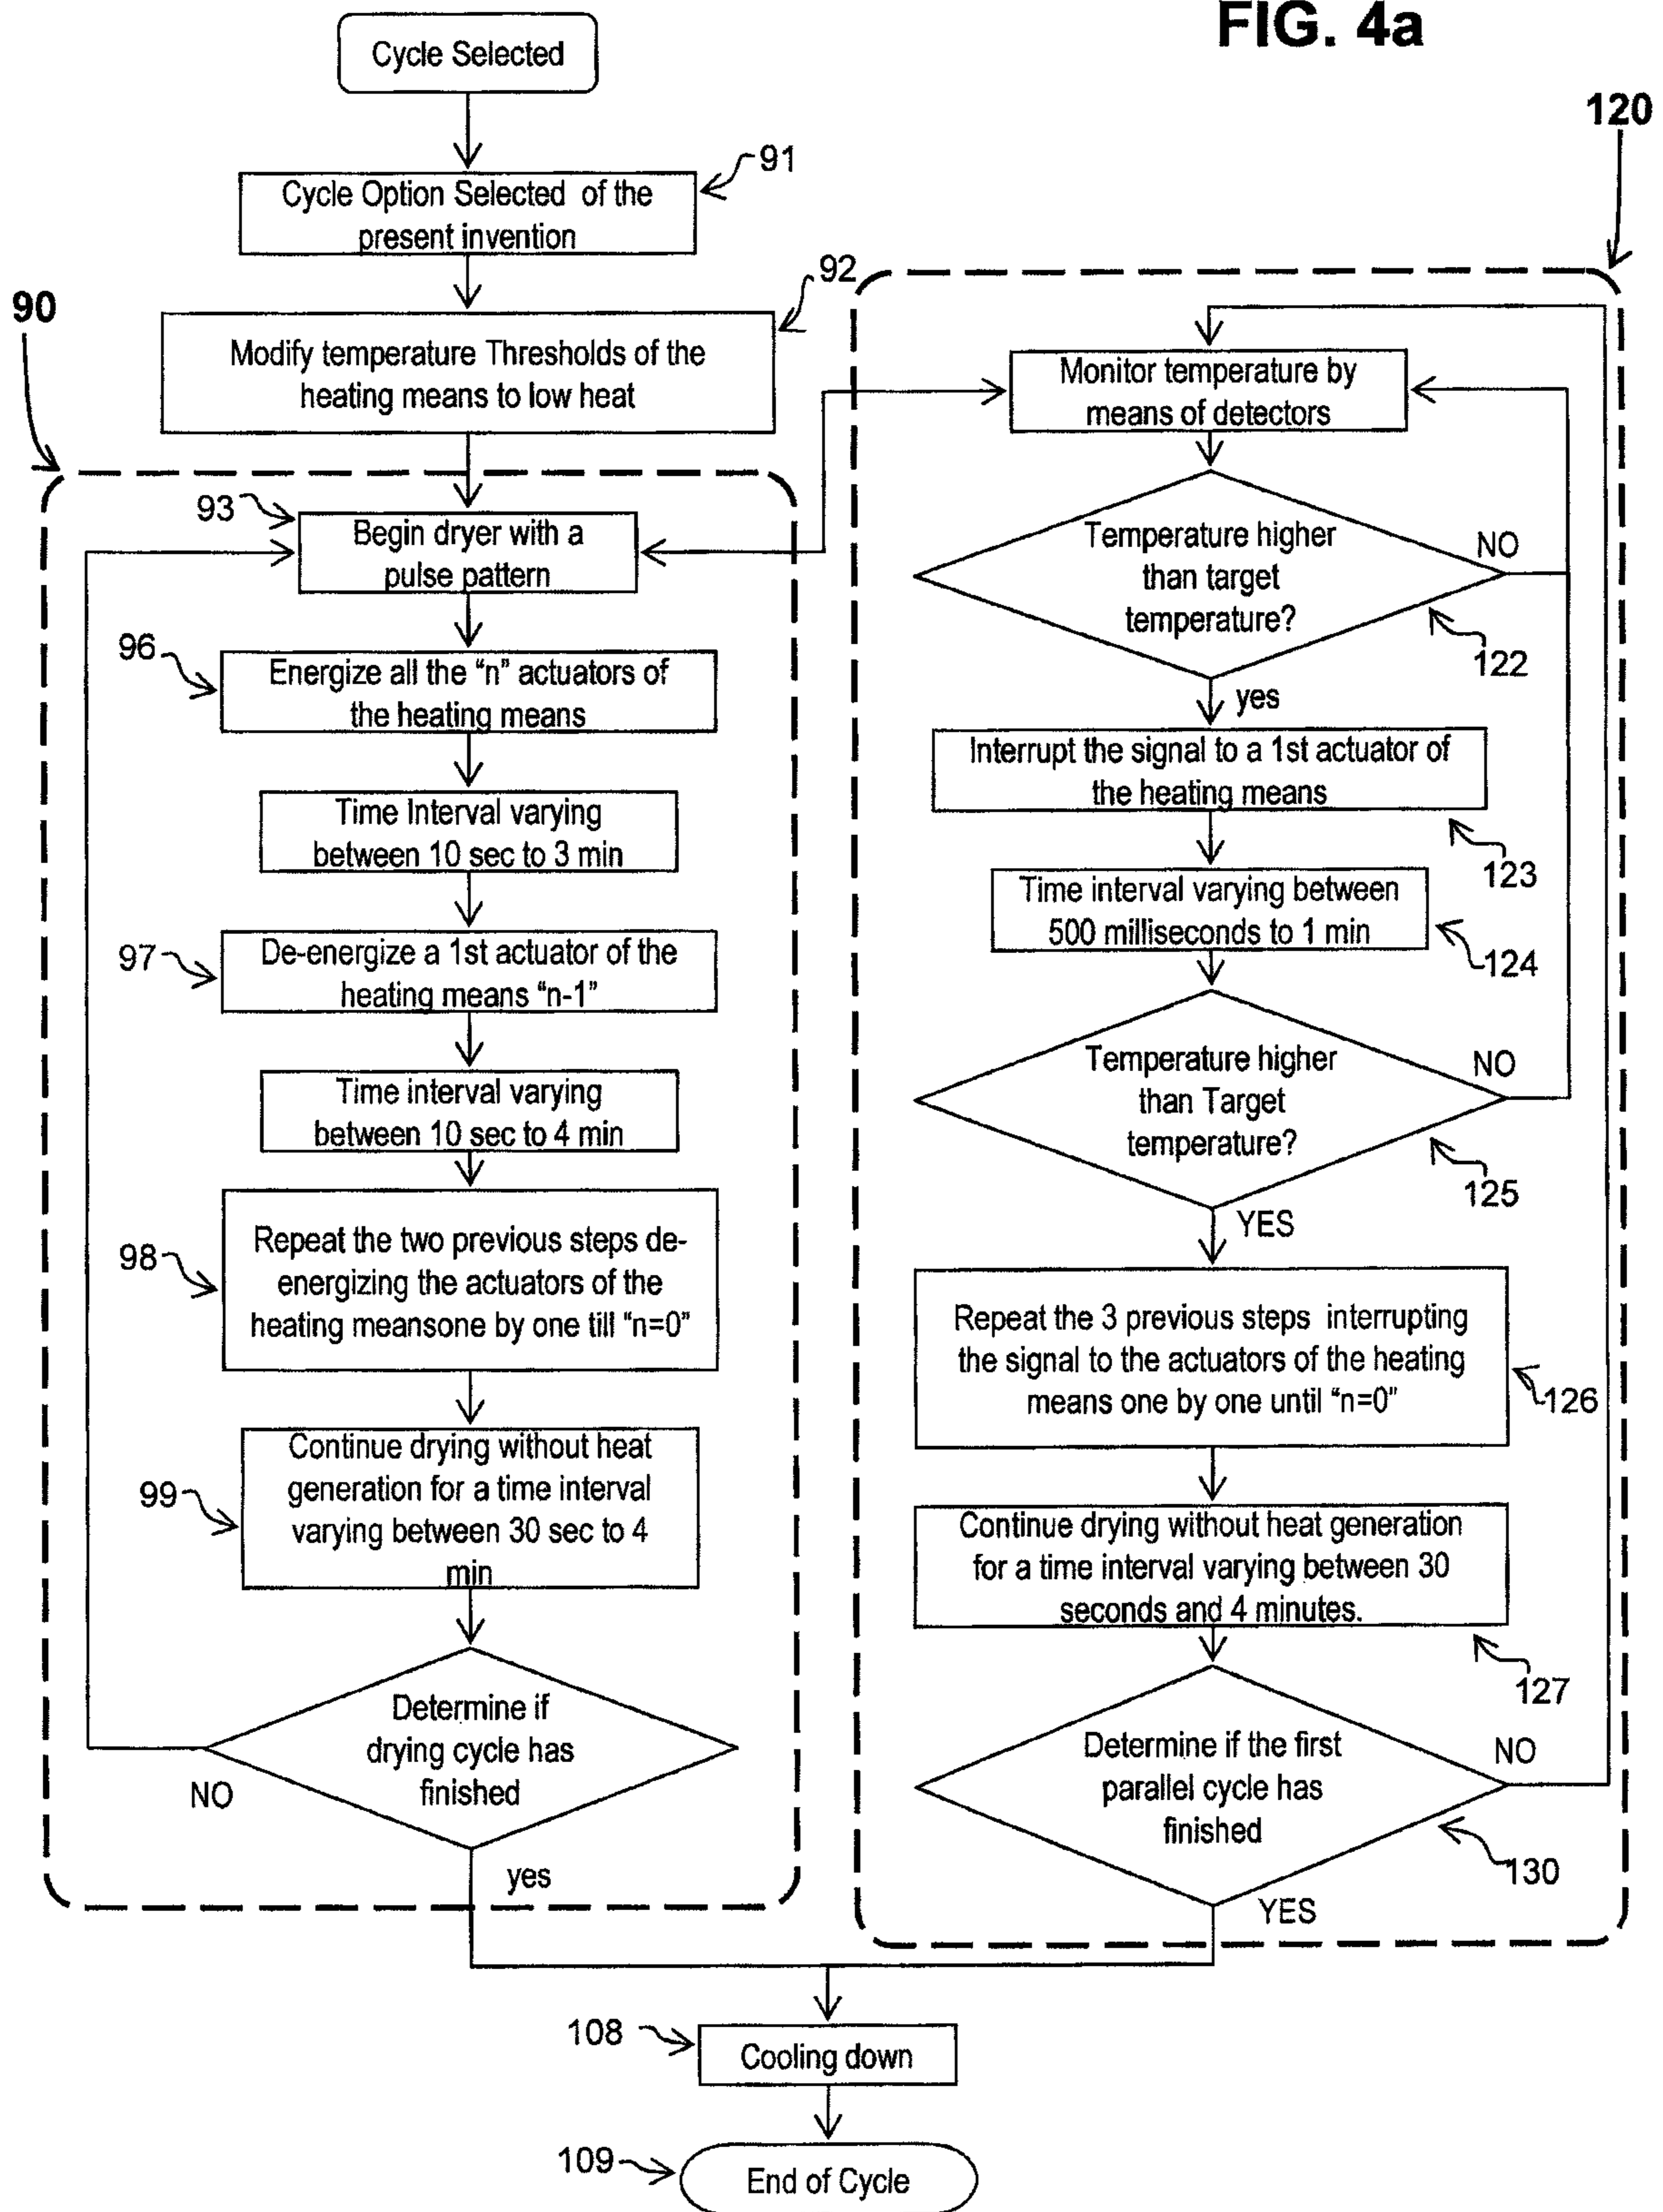 FIG. 4a
Cycle Selected
91
Cycle Option Selected of the
present invention
92
Modify temperature Thresholds of the
heating means to low heat
90
93
Begin dryer with a
pulse pattern
96
Energize all the “n” actuators of
the heating means
Time Interval varying
between 10 sec to 3 min
97
De-energize a 1st actuator of the
heating means “n-1”
Time interval varying
between 10 sec to 4 min
98
Repeat the two previous steps de-
energizing the actuators of the
heating meansone by one till “n=0”
99
Continue drying without heat
generation for a time interval
varying between 30 sec to 4
min
Determine if
drying cycle has
finished
NO
yes
120
Monitor temperature by
means of detectors
Temperature higher
than target
temperature?
NO
122
yes
Interrupt the signal to a 1st actuator of
the heating means
123
Time interval varying between
500 milliseconds to 1 min
124
Temperature higher
than Target
temperature?
NO
125
YES
Repeat the 3 previous steps interrupting
the signal to the actuators of the heating
means one by one until “n=0”
126
Continue drying without heat generation
for a time interval varying between 30
seconds and 4 minutes.
127
Determine if the first
parallel cycle has
finished
NO
130
YES
108
Cooling down
109
End of Cycle